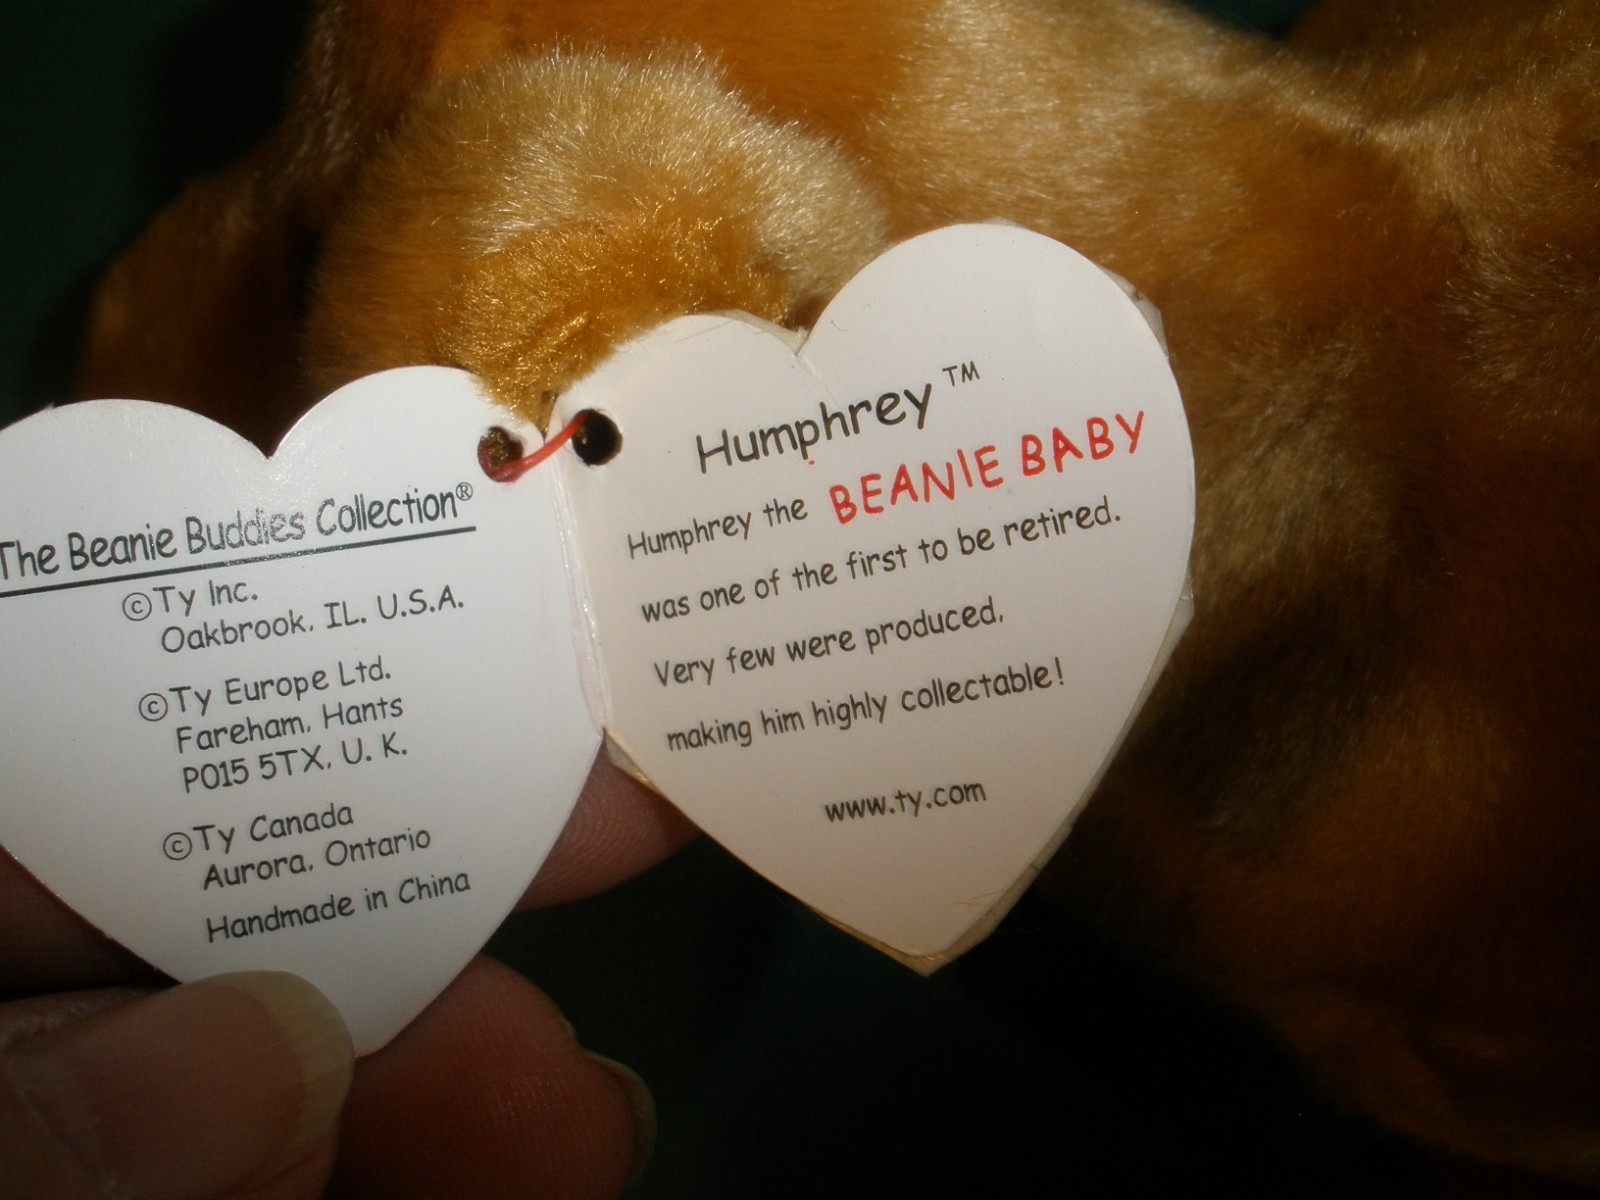 The Beanie Buddies Collection®
©Ty Inc.
Oakbrook, IL. U.S.A.
©Ty Europe Ltd.
Fareham, Hants
PO15 5TX, U. K.
©Ty Canada
Aurora, Ontario
Handmade in China
Humphrey™
Humphrey the BEANIE BABY
was one of the first to be retired.
Very few were produced,
making him highly collectable!
www.ty.com